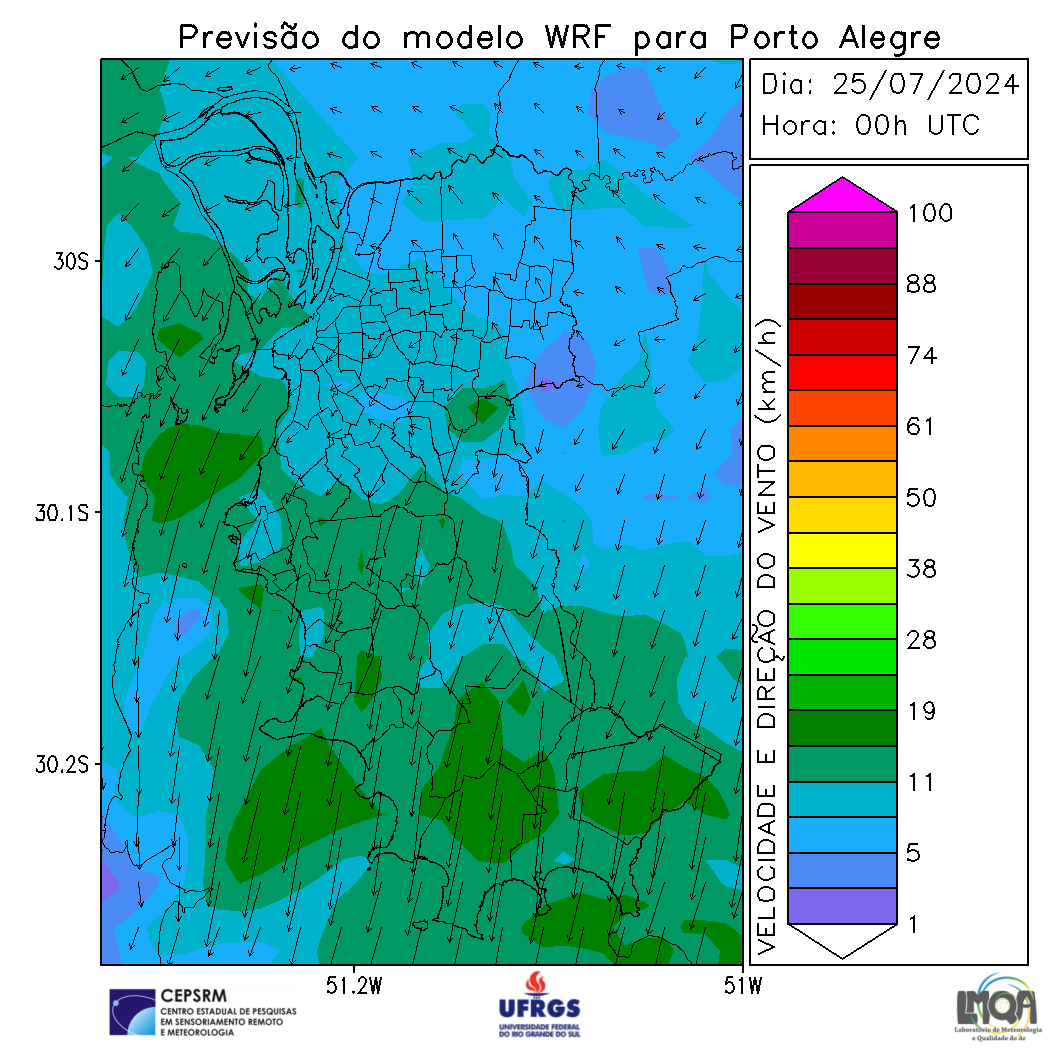 Previsão do modelo WRF para Porto Alegre
Dia: 25/07/2024
Hora: 00h UTC
30S
30.1S
30.2S
51.2W
51W
VELOCIDADE E DIREÇÃO DO VENTO (km/h)
100
88
74
61
50
38
28
19
11
5
1
CEPSRM
CENTRO ESTADUAL DE PESQUISAS
EM SENSORIAMENTO REMOTO
E METEOROLOGIA
UFRGS
UNIVERSIDADE FEDERAL
DO RIO GRANDE DO SUL
LMQA
Laboratório de Meteorologia
e Qualidade do Ar